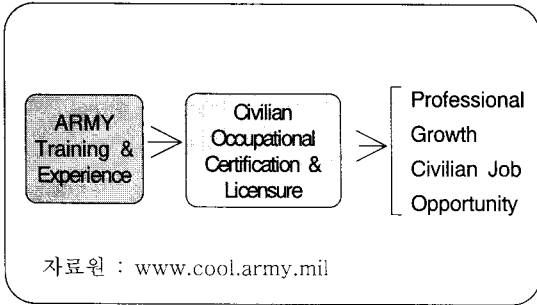 ARMY
Training &
Experience
Civilian
Occupational
Certification &
Licensure
Professional
Growth
Civilian Job
Opportunity
자료원 : www.cool.army.mil